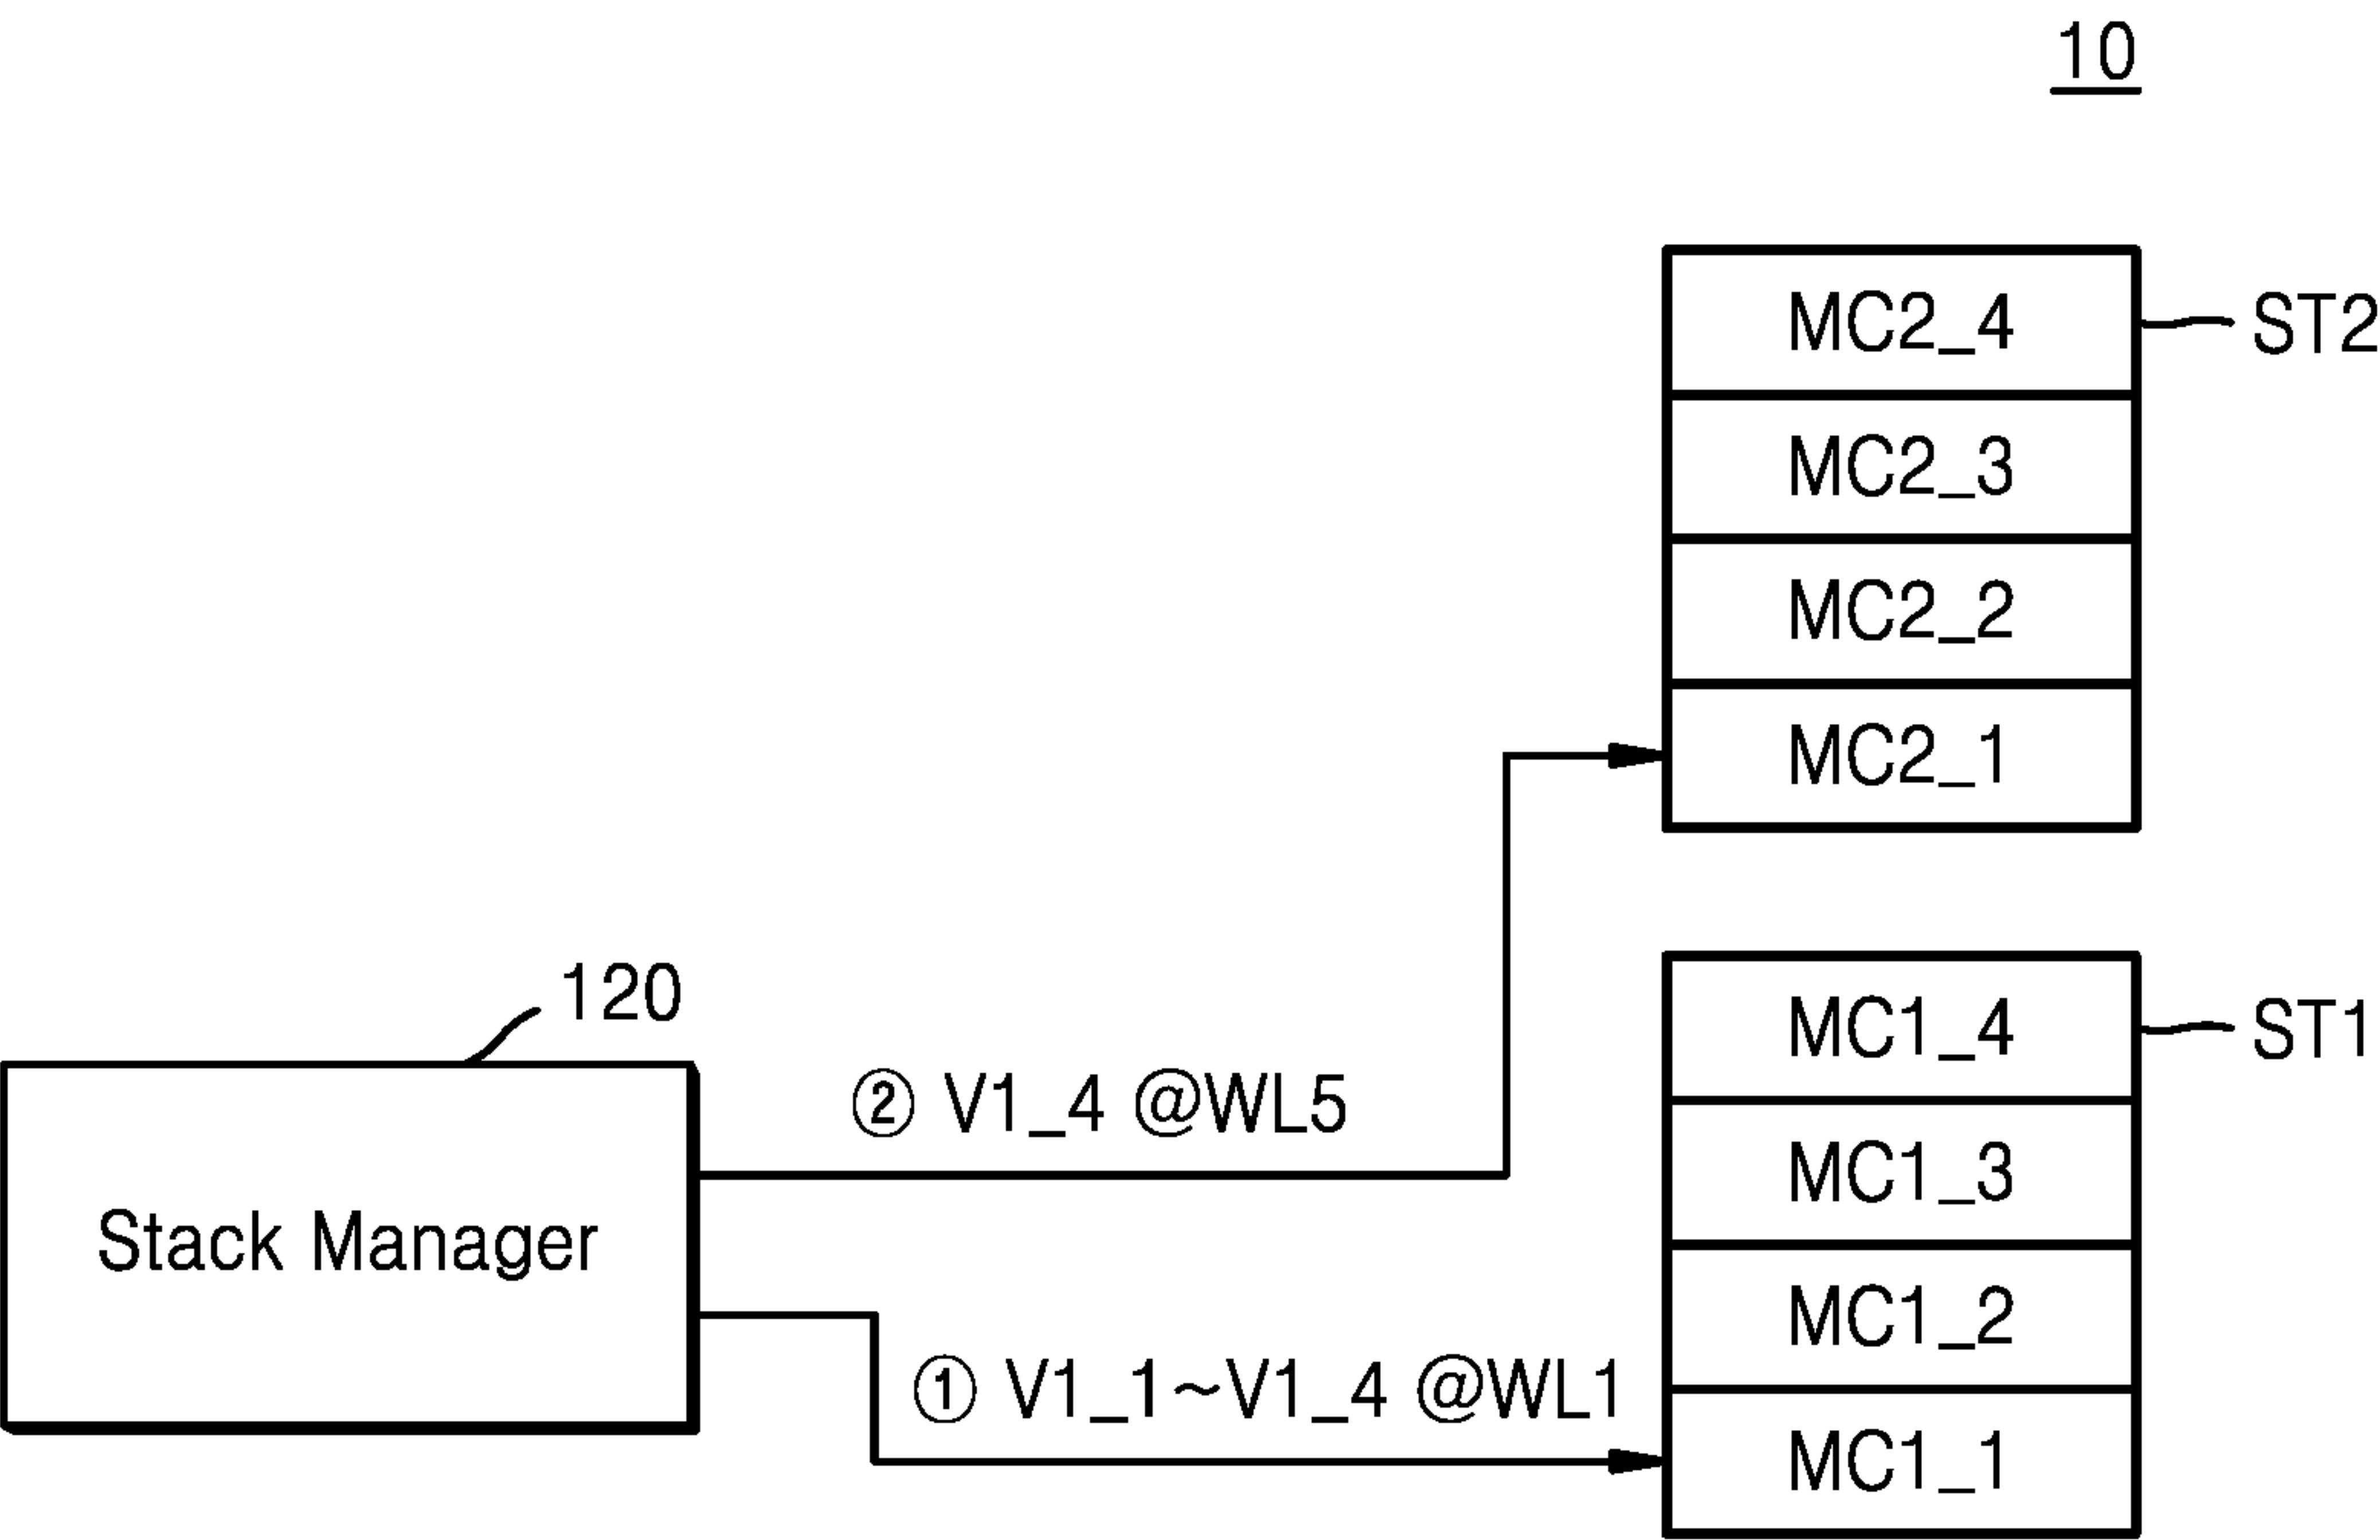 10
MC2_4 ST2
MC2_3
MC2_2
MC2_1
120
MC1_4 ST1
② V1_4 @WL5
MC1_3
Stack Manager
MC1_2
① V1_1~V1_4 @WL1
MC1_1